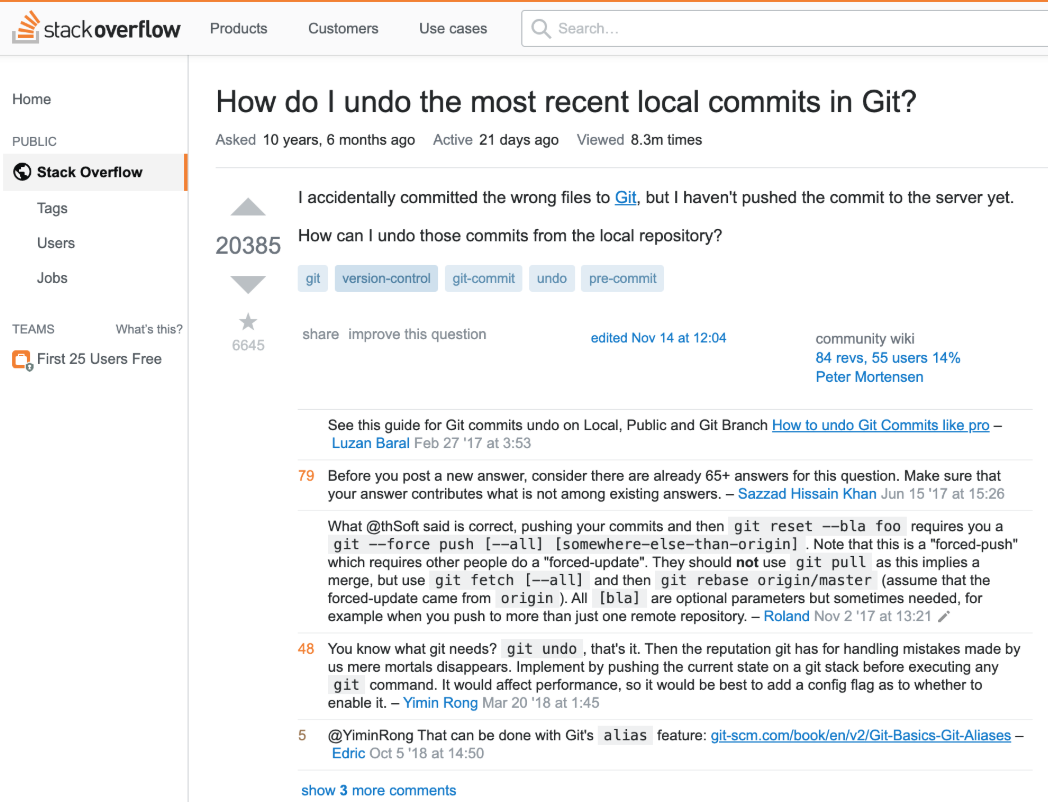 stackoverflow
Products
Customers
Use cases
Search…
Home
PUBLIC
Stack Overflow
Tags
Users
Jobs
TEAMS
What's this?
First 25 Users Free
How do I undo the most recent local commits in Git?
Asked 10 years, 6 months ago Active 21 days ago Viewed 8.3m times
20385
6645
I accidentally committed the wrong files to Git, but I haven't pushed the commit to the server yet.
How can I undo those commits from the local repository?
git version-control git-commit undo pre-commit
share improve this question
edited Nov 14 at 12:04
community wiki
84 revs, 55 users 14%
Peter Mortensen
See this guide for Git commits undo on Local, Public and Git Branch How to undo Git Commits like pro –
Luzan Baral Feb 27 '17 at 3:53
79 Before you post a new answer, consider there are already 65+ answers for this question. Make sure that
your answer contributes what is not among existing answers. – Sazzad Hissain Khan Jun 15 '17 at 15:26
What @thSoft said is correct, pushing your commits and then git reset --bla foo requires you a
git --force push [--all] [somewhere-else-than-origin] . Note that this is a "forced-push"
which requires other people do a "forced-update". They should not use git pull as this implies a
merge, but use git fetch [--all] and then git rebase origin/master (assume that the
forced-update came from origin ). All [bla] are optional parameters but sometimes needed, for
example when you push to more than just one remote repository. – Roland Nov 2 '17 at 13:21
48 You know what git needs? git undo , that's it. Then the reputation git has for handling mistakes made by
us mere mortals disappears. Implement by pushing the current state on a git stack before executing any
git command. It would affect performance, so it would be best to add a config flag as to whether to
enable it. – Yimin Rong Mar 20 '18 at 1:45
5 @YiminRong That can be done with Git's alias feature: git-scm.com/book/en/v2/Git-Basics-Git-Aliases –
Edric Oct 5 '18 at 14:50
show 3 more comments